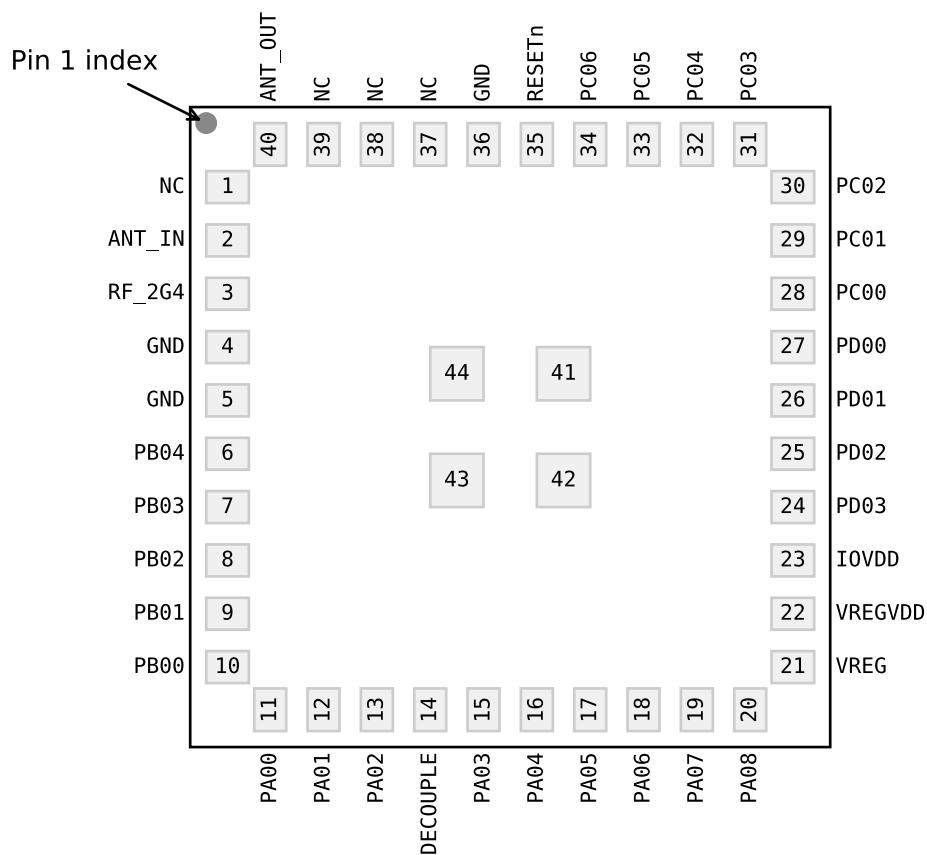 Pin 1 index
ANT_OUT NC NC NC GND RESETn PC06 PC05 PC04 PC03
40 39 38 37 36 35 34 33 32 31
NC 1 30 PC02
ANT_IN 2 29 PC01
RF_2G4 3 28 PC00
GND 4 27 PD00
44 41
GND 5 26 PD01
PB04 6 25 PD02
43 42
PB03 7 24 PD03
PB02 8 23 IOVDD
PB01 9 22 VREGVDD
PB00 10 21 VREG
11 12 13 14 15 16 17 18 19 20
PA00 PA01 PA02 DECOUPLE PA03 PA04 PA05 PA06 PA07 PA08